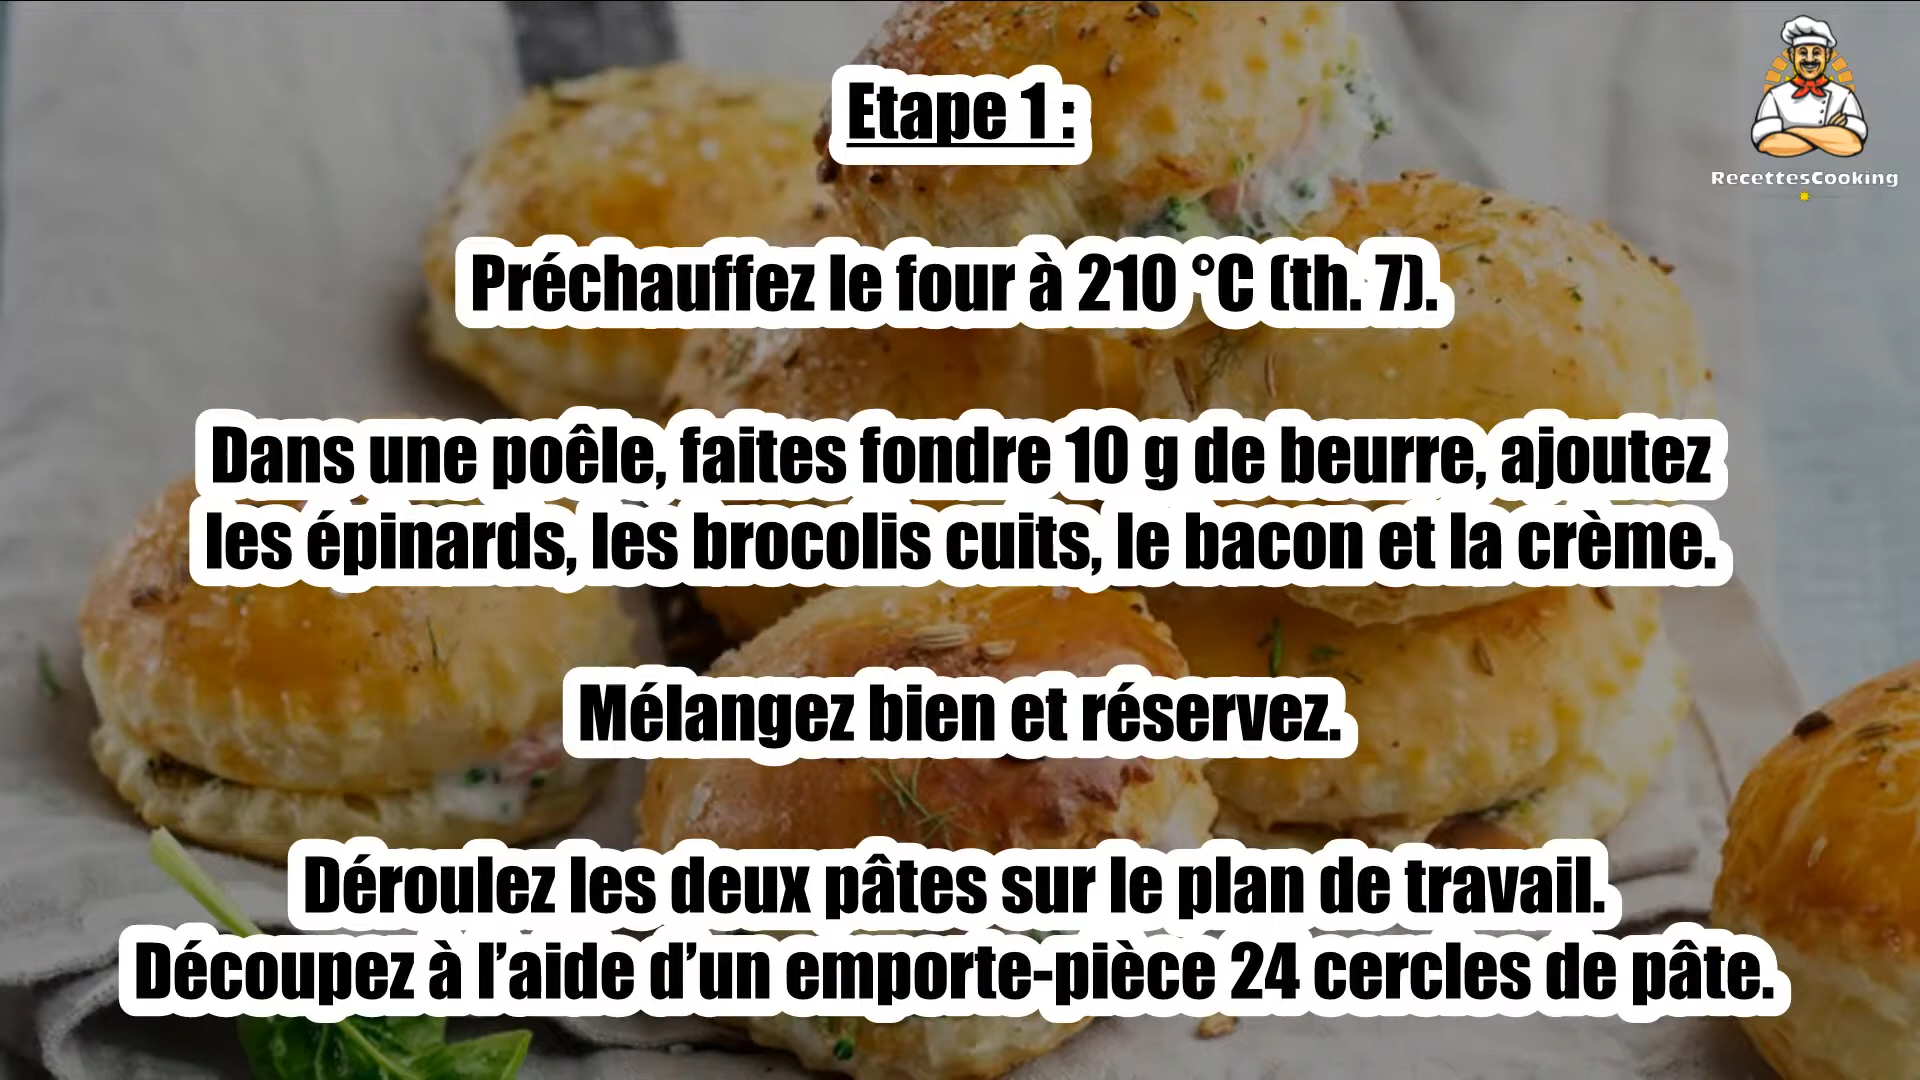 RecettesCooking
Etape 1 :
Préchauffez le four à 210 °C (th. 7).
Dans une poêle, faites fondre 10 g de beurre, ajoutez
les épinards, les brocolis cuits, le bacon et la crème.
Mélangez bien et réservez.
Déroulez les deux pâtes sur le plan de travail.
Découpez à l’aide d’un emporte-pièce 24 cercles de pâte.